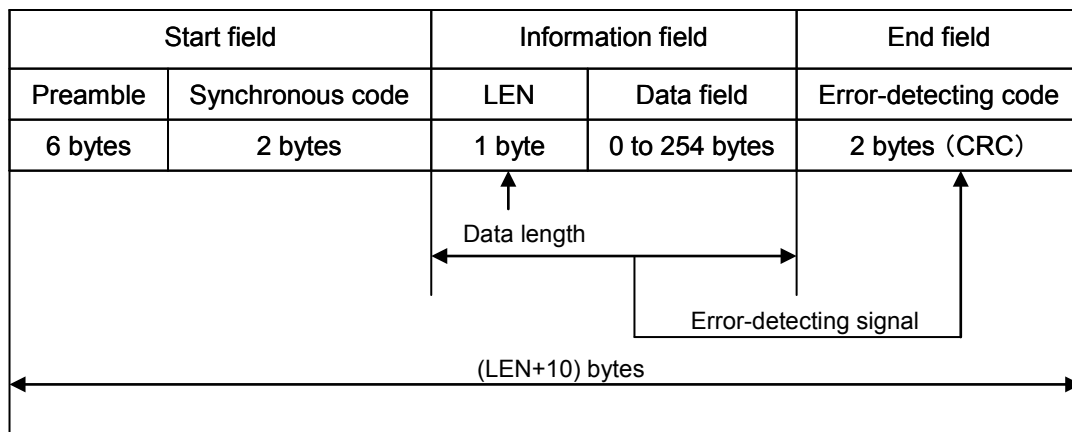 Start field Information field End field
Preamble Synchronous code LEN Data field Error-detecting code
6 bytes 2 bytes 1 byte 0 to 254 bytes 2 bytes (CRC)
Data length
Error-detecting signal
(LEN+10) bytes